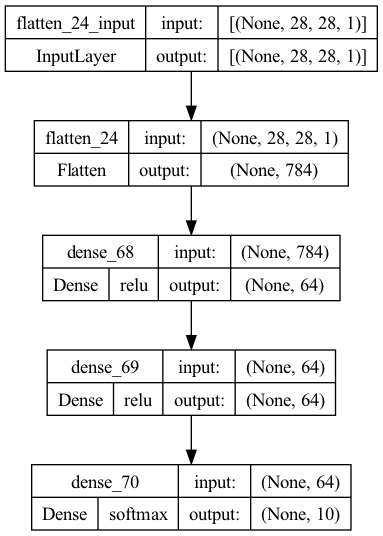 flatten_24_input input: [(None, 28, 28, 1)]
InputLayer output: [(None, 28, 28, 1)]
flatten_24 input: (None, 28, 28, 1)
Flatten output: (None, 784)
dense_68 input: (None, 784)
Dense relu output: (None, 64)
dense_69 input: (None, 64)
Dense relu output: (None, 64)
dense_70 input: (None, 64)
Dense softmax output: (None, 10)